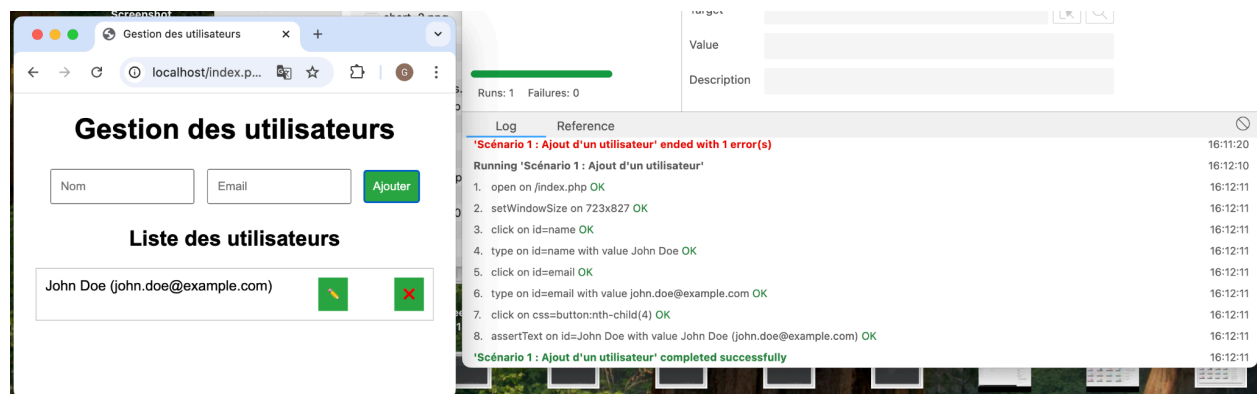 Screenshot
Gestion des utilisateurs
localhost/index.p...
G
Gestion des utilisateurs
Nom
Email
Ajouter
Liste des utilisateurs
John Doe (john.doe@example.com)
Target
Value
Description
Runs: 1 Failures: 0
Log Reference
'Scénario 1 : Ajout d'un utilisateur' ended with 1 error(s) 16:11:20
Running 'Scénario 1 : Ajout d'un utilisateur' 16:12:10
1. open on /index.php OK 16:12:11
2. setWindowSize on 723x827 OK 16:12:11
3. click on id=name OK 16:12:11
4. type on id=name with value John Doe OK 16:12:11
5. click on id=email OK 16:12:11
6. type on id=email with value john.doe@example.com OK 16:12:11
7. click on css=button:nth-child(4) OK 16:12:11
8. assertText on id=John Doe with value John Doe (john.doe@example.com) OK 16:12:11
'Scénario 1 : Ajout d'un utilisateur' completed successfully 16:12:11